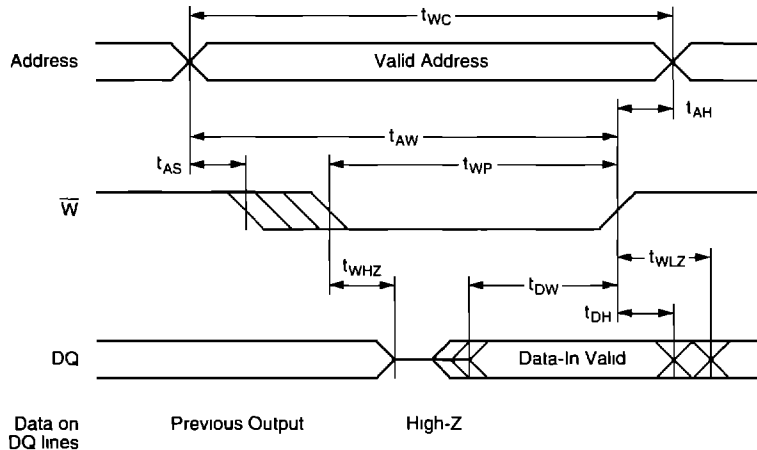 tWC
Address
Valid Address
tAH
tAW
tAS
tWP
W
tWHZ
tWLZ
tDW
tDH
DQ
Data-In Valid
Data on
DQ lines
Previous Output
High-Z